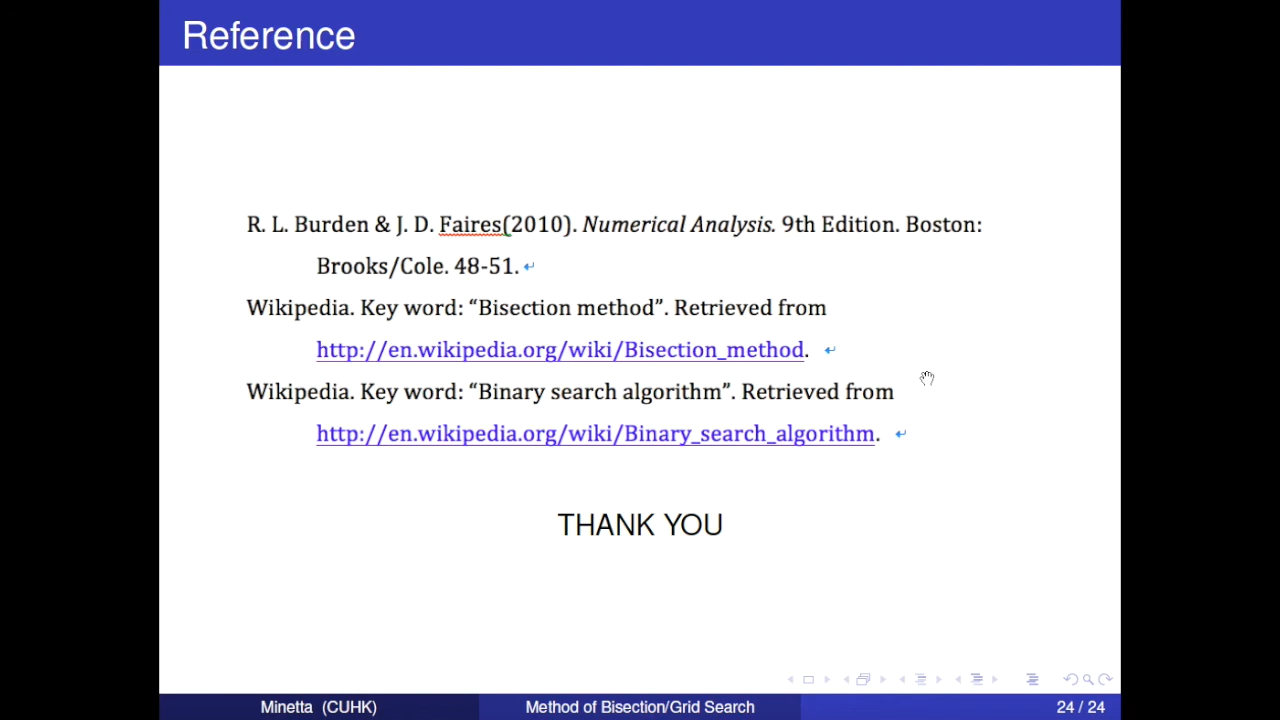 Reference
R. L. Burden & J. D. Faires(2010). Numerical Analysis. 9th Edition. Boston:
Brooks/Cole. 48-51.
Wikipedia. Key word: “Bisection method”. Retrieved from
http://en.wikipedia.org/wiki/Bisection_method.
Wikipedia. Key word: “Binary search algorithm”. Retrieved from
http://en.wikipedia.org/wiki/Binary_search_algorithm.
THANK YOU
Minetta (CUHK) Method of Bisection/Grid Search 24 / 24